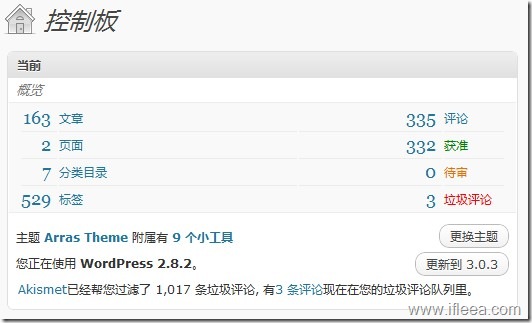 控制板
当前
概览
163 文章 335 评论
2 页面 332 获准
7 分类目录 0 待审
529 标签 3 垃圾评论
主题 Arras Theme 附属有 9 个小工具 更换主题
您正在使用 WordPress 2.8.2。 更新到 3.0.3
Akismet已经帮您过滤了 1,017 条垃圾评论, 有3 条评论现在在您的垃圾评论队列里。
www.ifleea.com